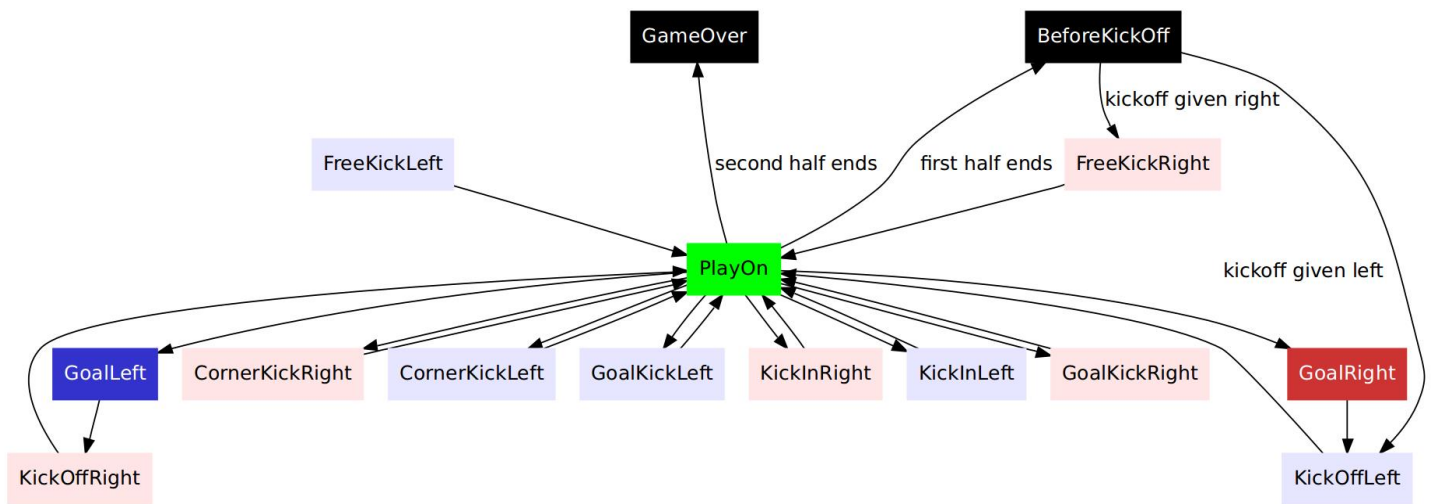 GameOver
BeforeKickOff
kickoff given right
FreeKickLeft
second half ends
first half ends
FreeKickRight
PlayOn
kickoff given left
GoalLeft
CornerKickRight
CornerKickLeft
GoalKickLeft
KickInRight
KickInLeft
GoalKickRight
GoalRight
KickOffRight
KickOffLeft